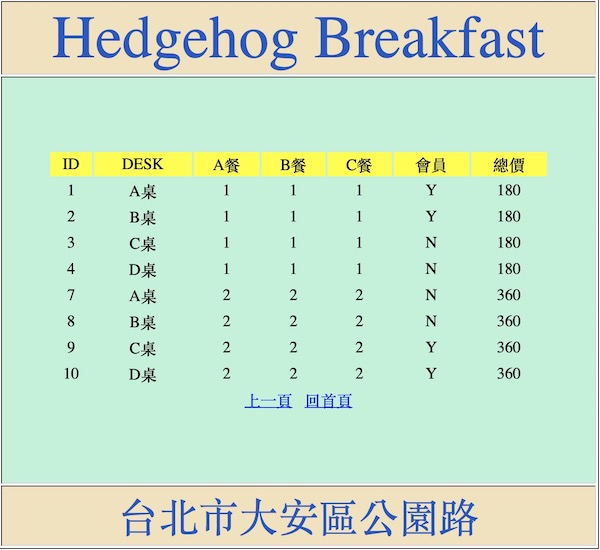 Hedgehog Breakfast
ID DESK A餐 B餐 C餐 會員 總價
1 A桌 1 1 1 Y 180
2 B桌 1 1 1 Y 180
3 C桌 1 1 1 N 180
4 D桌 1 1 1 N 180
7 A桌 2 2 2 N 360
8 B桌 2 2 2 N 360
9 C桌 2 2 2 Y 360
10 D桌 2 2 2 Y 360
上一頁 回首頁
台北市大安區公園路